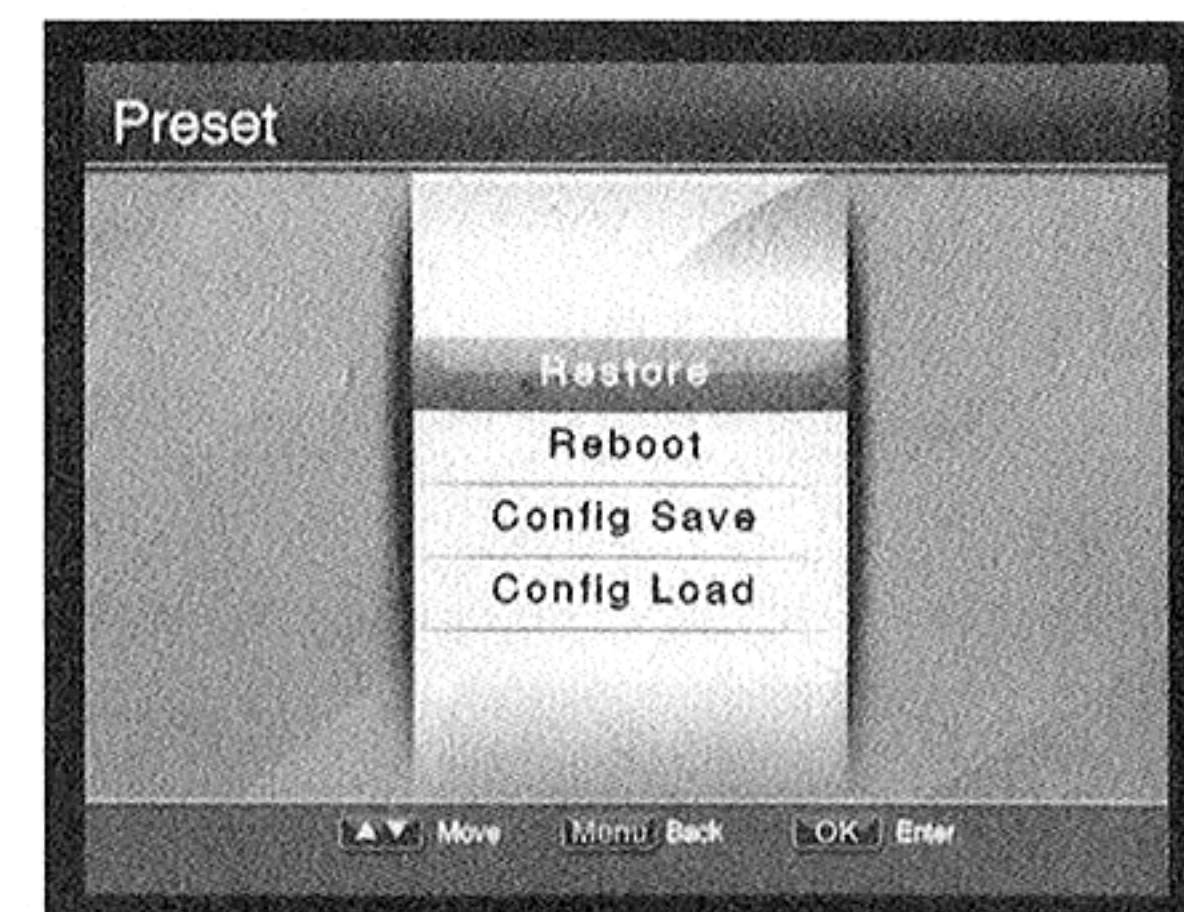 Preset
Restore
Reboot
Config Save
Config Load
▲▼ Move Menu Back OK Enter